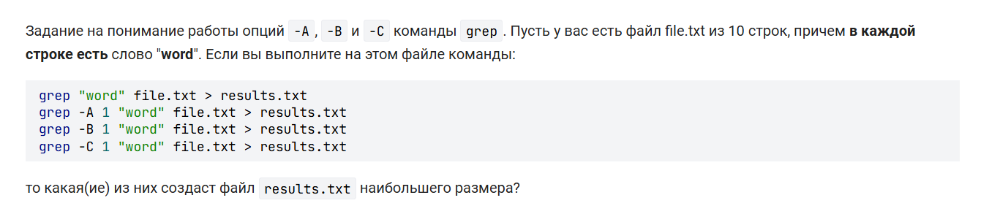 Задание на понимание работы опций -A, -B и -C команды grep. Пусть у вас есть файл file.txt из 10 строк, причем в каждой
строке есть слово "word". Если вы выполните на этом файле команды:
grep "word" file.txt > results.txt
grep -A 1 "word" file.txt > results.txt
grep -B 1 "word" file.txt > results.txt
grep -C 1 "word" file.txt > results.txt
то какая(ие) из них создаст файл results.txt наибольшего размера?